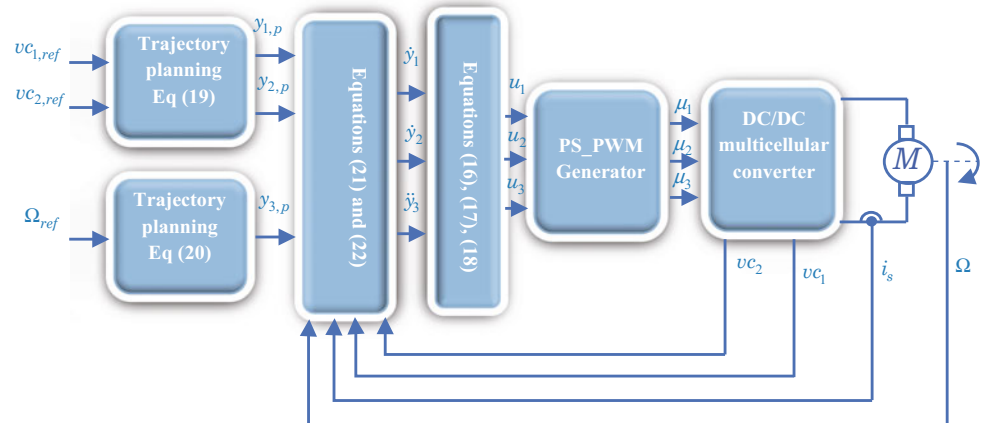 vc1,ref
vc2,ref
Trajectory
planning
Eq (19)
y1,p
y2,p
Ωref
Trajectory
planning
Eq (20)
y3,p
Equations (21) and (22)
ẏ1
ẏ2
ÿ3
Equations (16), (17), (18)
u1
u2
u3
PS_PWM
Generator
μ1
μ2
μ3
DC/DC
multicellular
converter
M
vc2
vc1
is
Ω